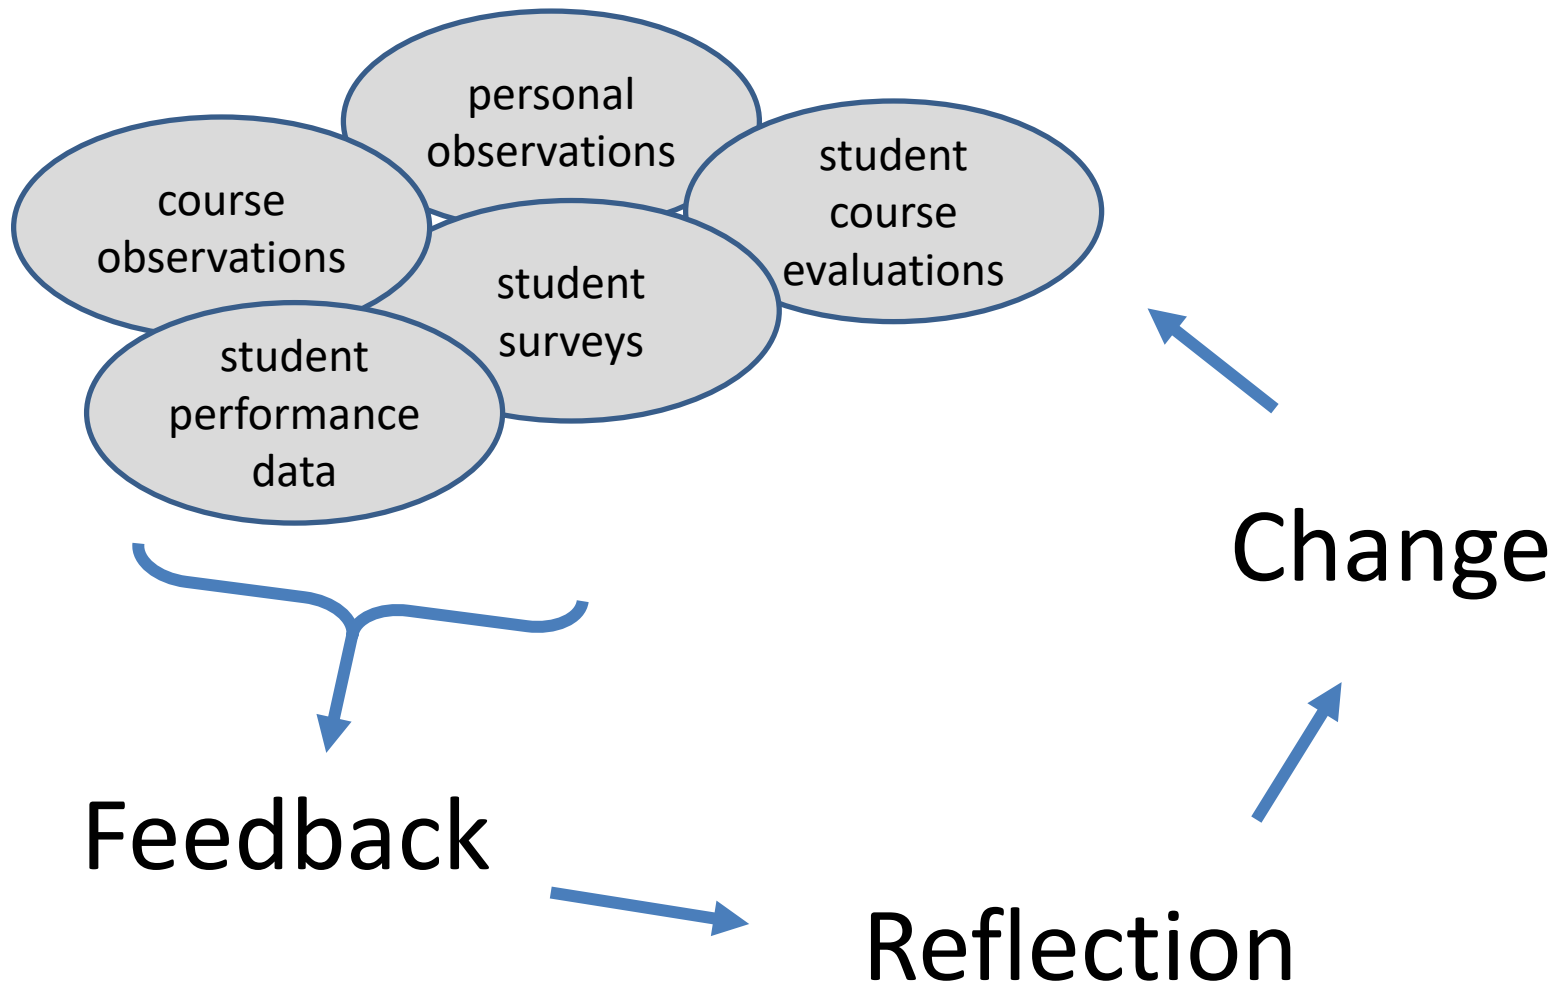 personal
observations
student
course
evaluations
course
observations
student
surveys
student
performance
data
Change
Feedback
Reflection